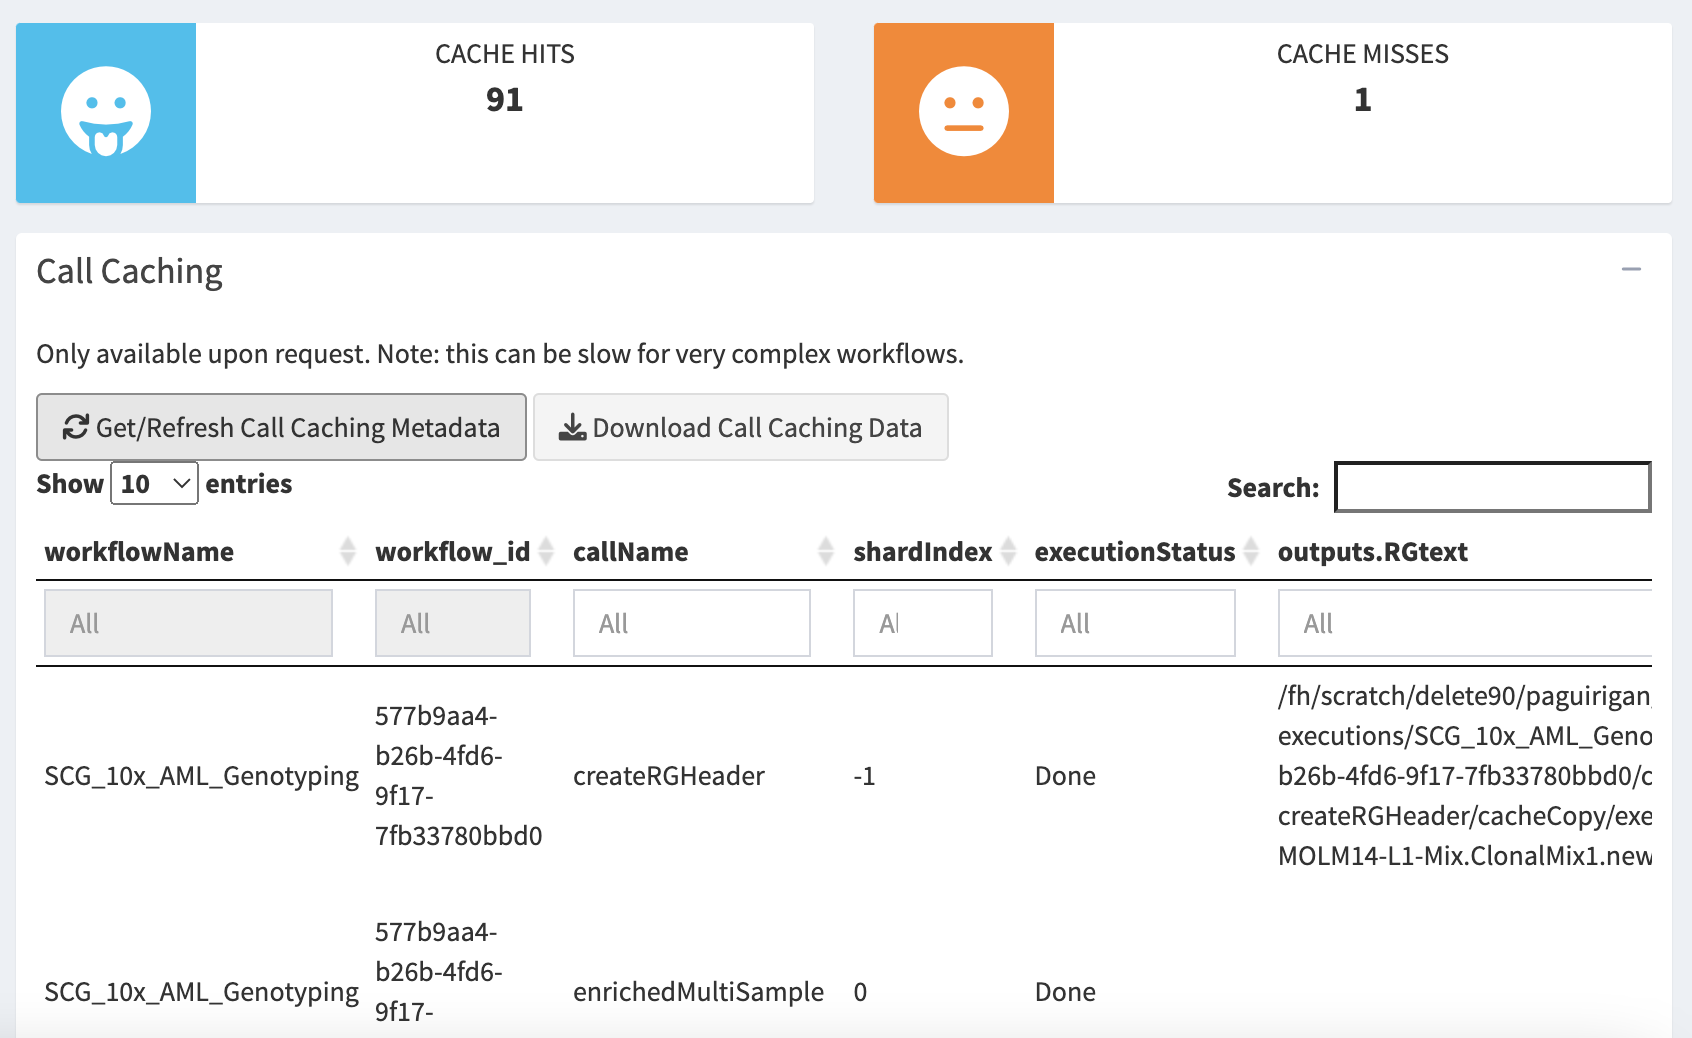 CACHE HITS
91
CACHE MISSES
1
Call Caching
Only available upon request. Note: this can be slow for very complex workflows.
Get/Refresh Call Caching Metadata Download Call Caching Data
Show 10 entries Search:
workflowName workflow_id callName shardIndex executionStatus outputs.RGtext
All All All Al All All
/fh/scratch/delete90/paguirigan
577b9aa4-
executions/SCG_10x_AML_Geno
b26b-4fd6-
SCG_10x_AML_Genotyping createRGHeader -1 Done b26b-4fd6-9f17-7fb33780bbd0/c
9f17-
createRGHeader/cacheCopy/exe
7fb33780bbd0
MOLM14-L1-Mix.ClonalMix1.new
577b9aa4-
b26b-4fd6-
SCG_10x_AML_Genotyping enrichedMultiSample 0 Done
9f17-